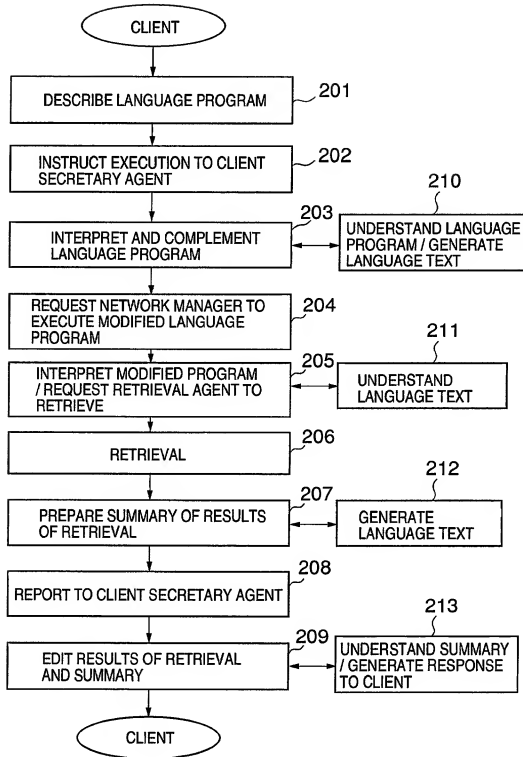 CLIENT
201
DESCRIBE LANGUAGE PROGRAM
202
INSTRUCT EXECUTION TO CLIENT
SECRETARY AGENT
203
INTERPRET AND COMPLEMENT
LANGUAGE PROGRAM
210
UNDERSTAND LANGUAGE
PROGRAM / GENERATE
LANGUAGE TEXT
204
REQUEST NETWORK MANAGER TO
EXECUTE MODIFIED LANGUAGE
PROGRAM
205
INTERPRET MODIFIED PROGRAM
/ REQUEST RETRIEVAL AGENT TO
RETRIEVE
211
UNDERSTAND
LANGUAGE TEXT
206
RETRIEVAL
207
PREPARE SUMMARY OF RESULTS
OF RETRIEVAL
212
GENERATE
LANGUAGE TEXT
208
REPORT TO CLIENT SECRETARY AGENT
209
EDIT RESULTS OF RETRIEVAL
AND SUMMARY
213
UNDERSTAND SUMMARY
/ GENERATE RESPONSE
TO CLIENT
CLIENT